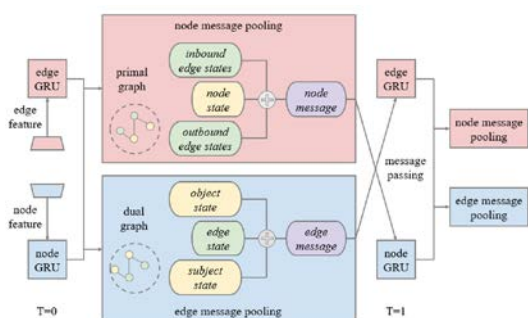 node message pooling
edge
GRU
edge
feature
node
feature
node
GRU
T=0
primal
graph
inbound
edge states
node
state
outbound
edge states
node
message
dual
graph
object
state
edge
state
subject
state
edge
message
edge message pooling
edge
GRU
message
passing
node
GRU
T=1
node message
pooling
edge message
pooling